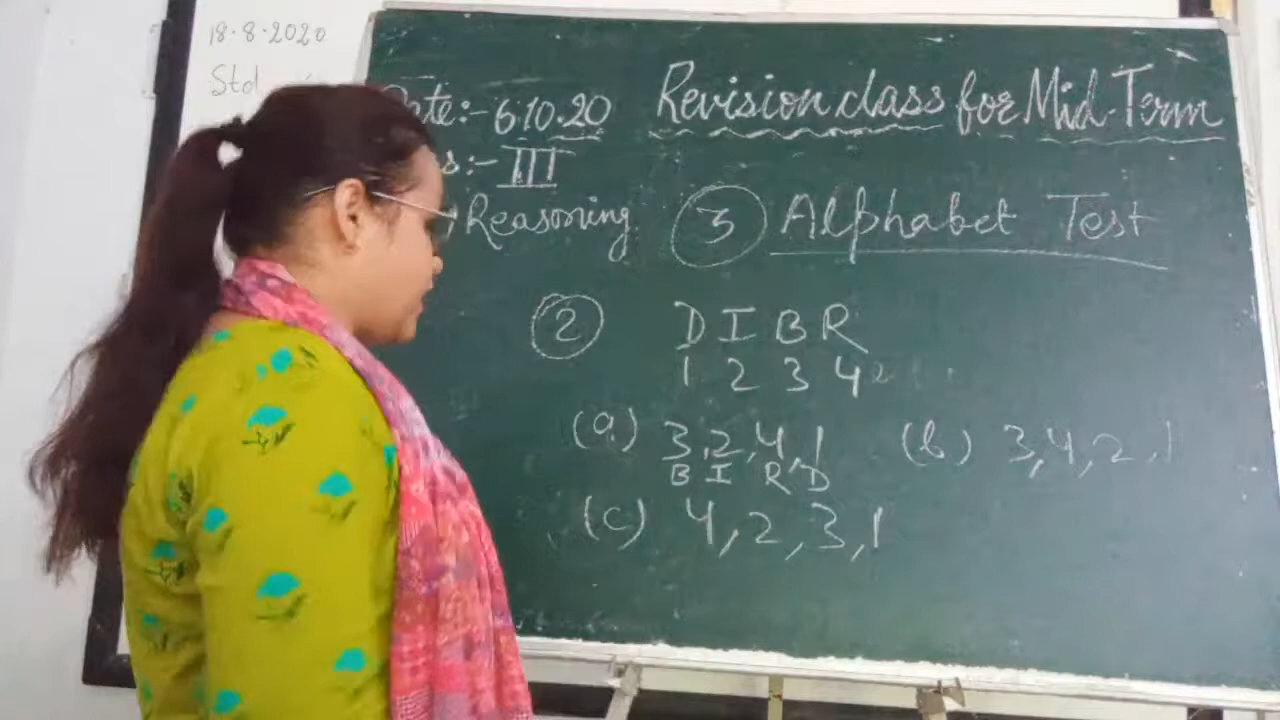 18.8.2020
Std
Date:- 6.10.20
Revision class for Mid-Term
s:- III
Reasoning
3 Alphabet Test
2 D I B R
1 2 3 4
(a) 3,2,4,1 (b) 3,4,2,1
B I R D
(c) 4,2,3,1